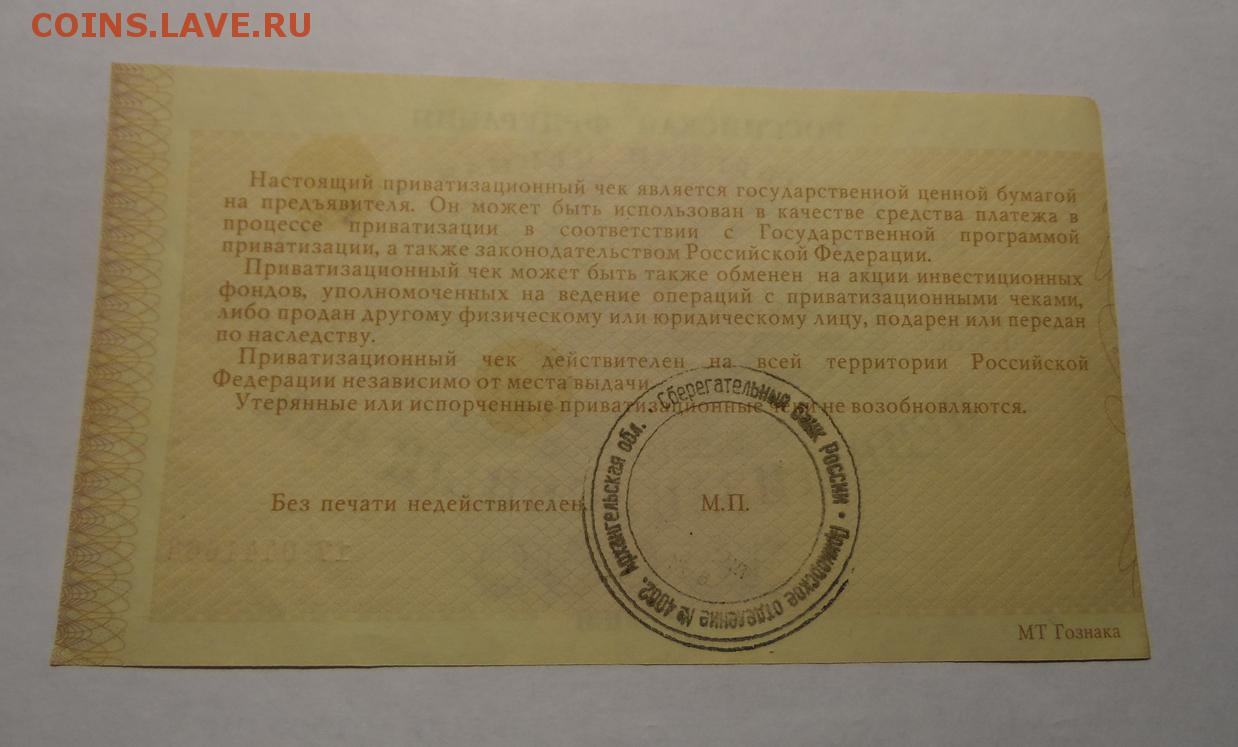 COINS.LAVE.RU
Настоящий приватизационный чек является государственной ценной бумагой
на предъявителя. Он может быть использован в качестве средства платежа в
процессе приватизации в соответствии с Государственной программой
приватизации, а также законодательством Российской Федерации.
Приватизационный чек может быть также обменен на акции инвестиционных
фондов, уполномоченных на ведение операций с приватизационными чеками,
либо продан другому физическому или юридическому лицу, подарен или передан
по наследству.
Приватизационный чек действителен на всей территории Российской
Федерации независимо от места выдачи.
Утерянные или испорченные приватизационные чеки не возобновляются.
Без печати недействителен.
М.П.
Сберегательный банк России • Приморское отделение № 4062. Архангельская обл. •
МТ Гознака